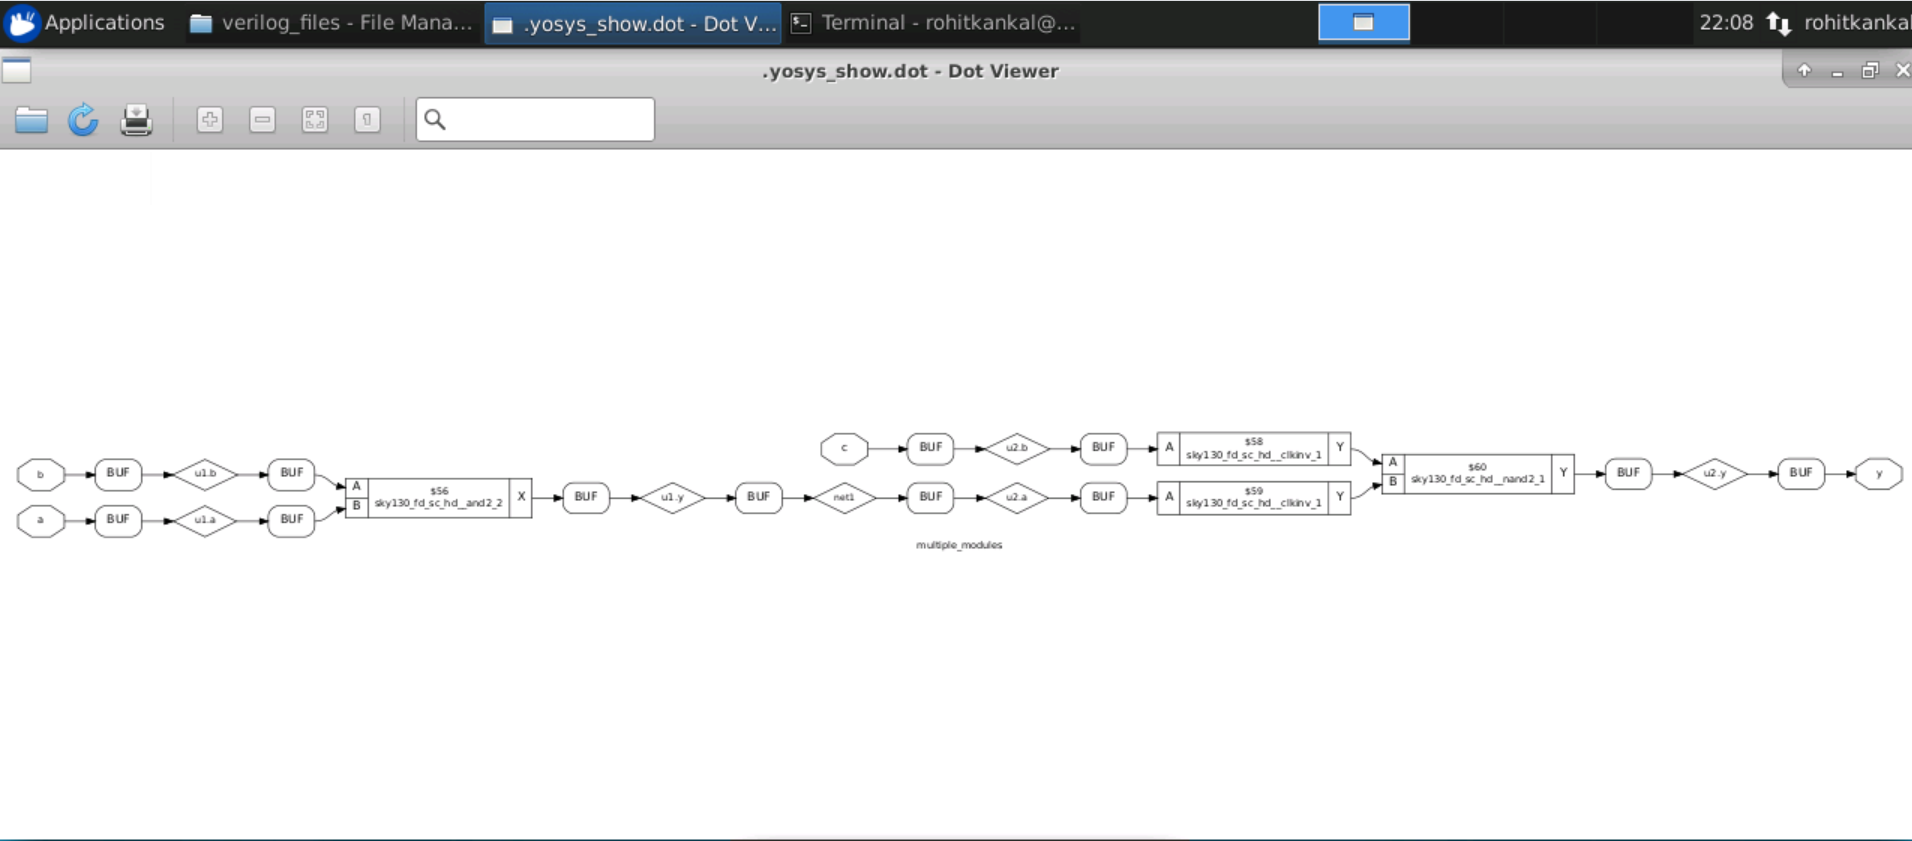 Applications
verilog_files - File Mana...
.yosys_show.dot - Dot V...
Terminal - rohitkankal@...
22:08
rohitkankal
.yosys_show.dot - Dot Viewer
c
BUF
u2.b
BUF
A
$58
sky130_fd_sc_hd__clkinv_1
Y
b
BUF
u1.b
BUF
a
BUF
u1.a
BUF
A
B
$56
sky130_fd_sc_hd__and2_2
X
BUF
u1.y
BUF
net1
BUF
u2.a
BUF
A
$59
sky130_fd_sc_hd__clkinv_1
Y
A
B
$60
sky130_fd_sc_hd__nand2_1
Y
BUF
u2.y
BUF
y
multiple_modules